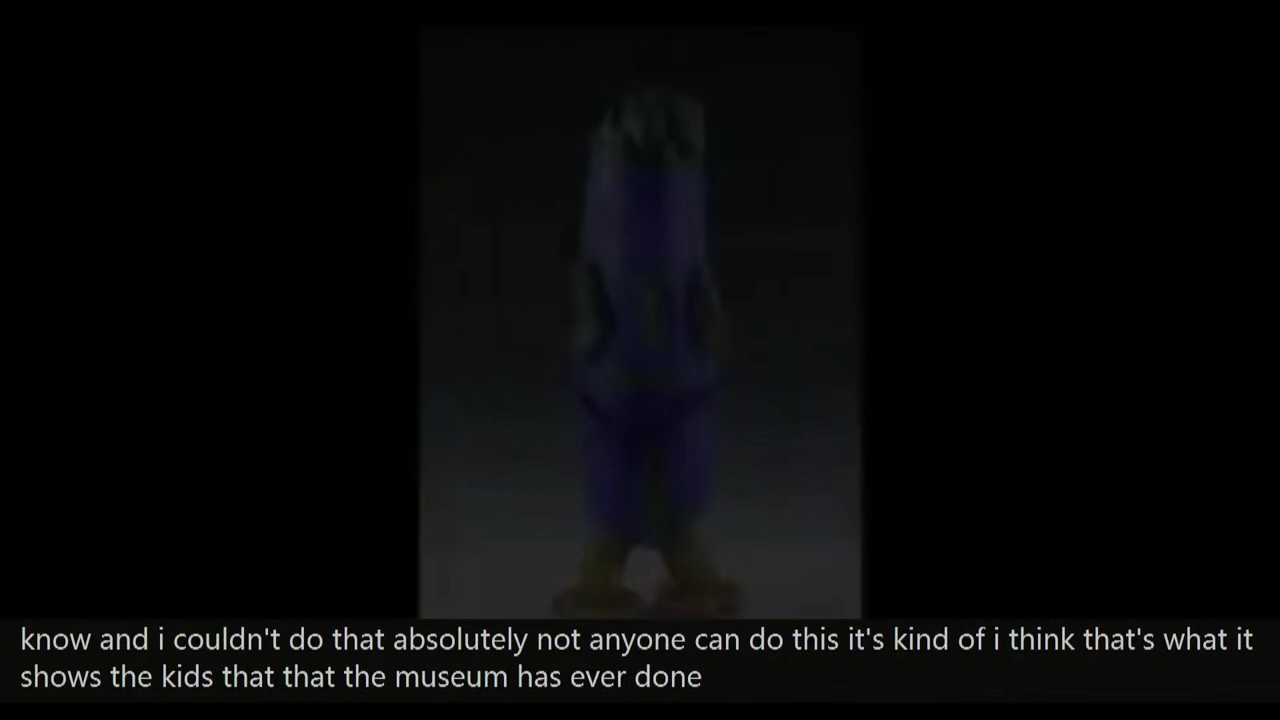 know and i couldn't do that absolutely not anyone can do this it's kind of i think that's what it
shows the kids that that the museum has ever done